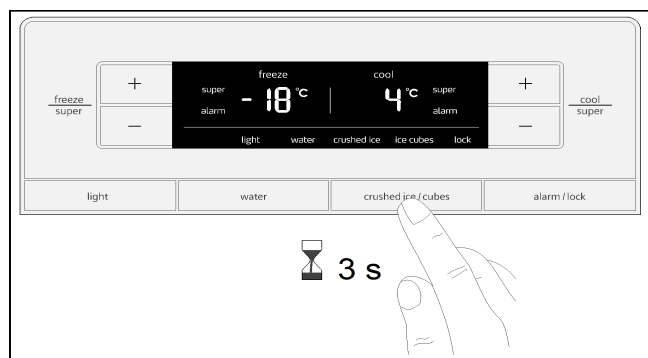 freeze
super
+
−
freeze cool
super - 18 °C 4 °C super
alarm alarm
light water crushed ice ice cubes lock
+
−
cool
super
light water crushed ice / cubes alarm / lock
3 s